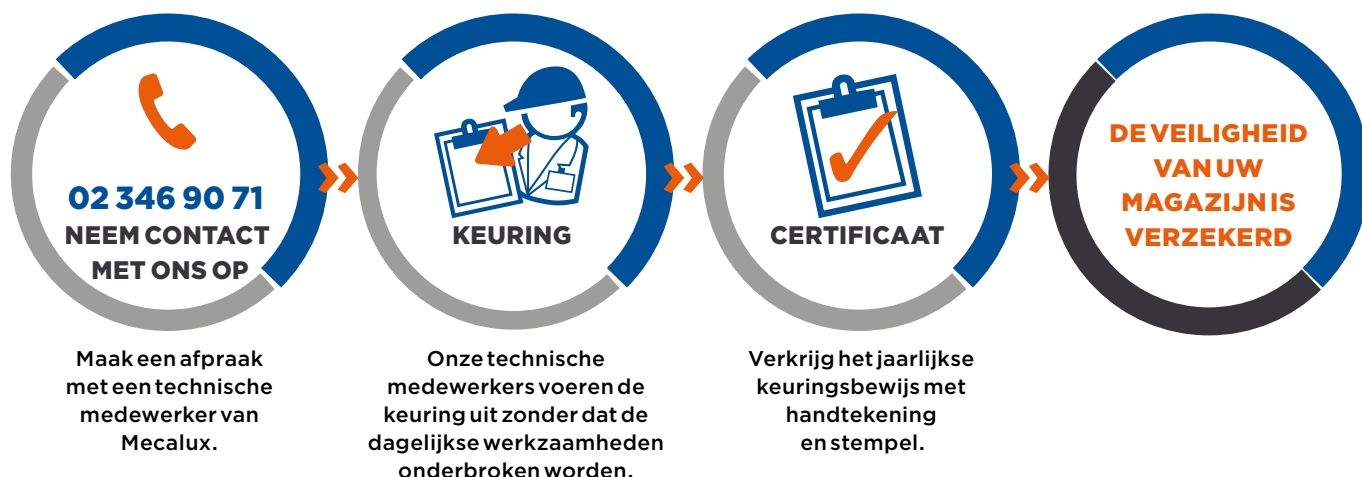 02 346 90 71
NEEM CONTACT
MET ONS OP
Maak een afpraak
met een technische
medewerker van
Mecalux.
KEURING
Onze technische
medewerkers voeren de
keuring uit zonder dat de
dagelijkse werkzaamheden
onderbroken worden.
CERTIFICAAT
Verkrijg het jaarlijkse
keuringsbewijs met
handtekening
en stempel.
DE VEILIGHEID
VAN UW
MAGAZIJN IS
VERZEKERD